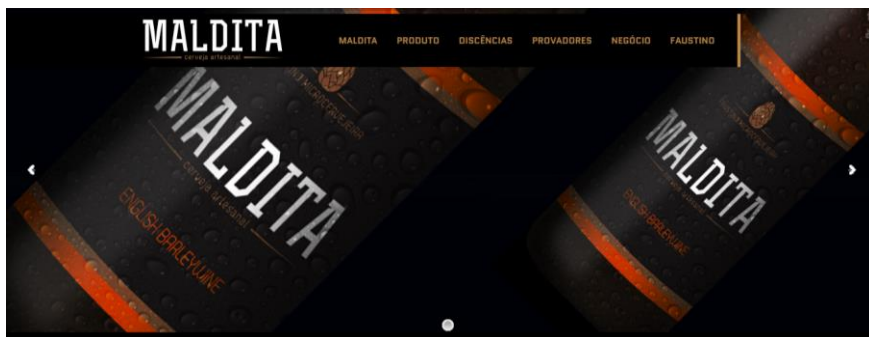 MALDITA
cerveja artesanal
MALDITA PRODUTO DISCÊNCIAS PROVADORES NEGÓCIO FAUSTINO
MALDITA
cerveja artesanal
ENGLISH BARLEYWINE
MALDITA
ENGLISH BARLEYWINE